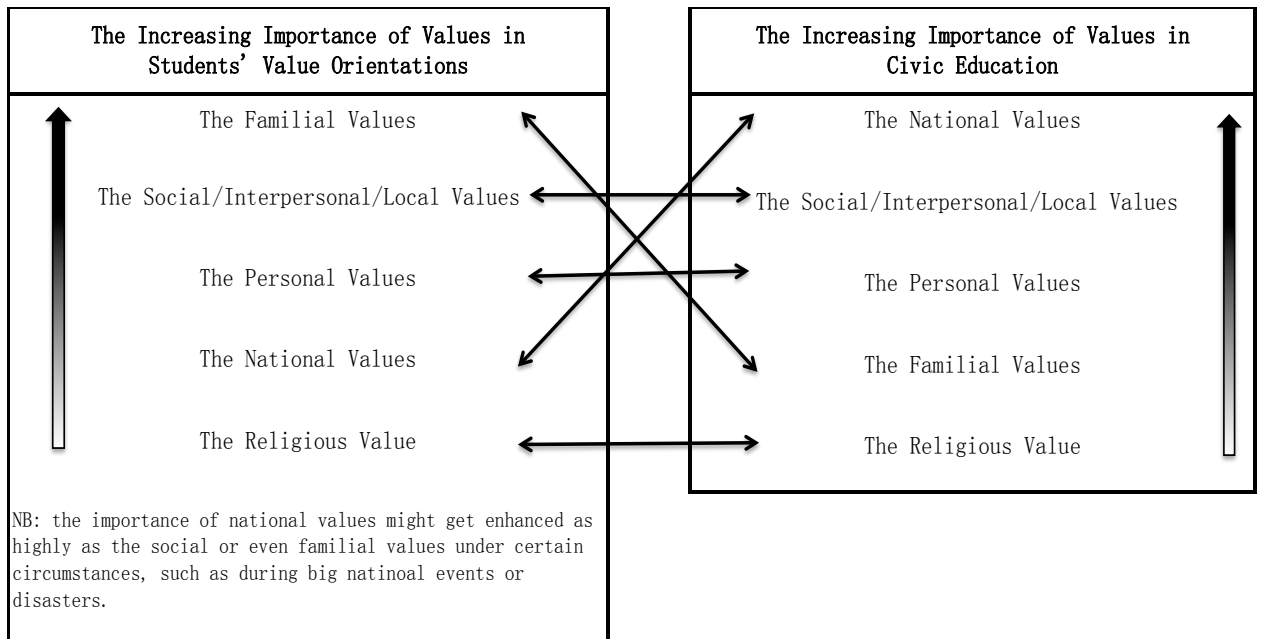 The Increasing Importance of Values in
Students' Value Orientations
The Familial Values
The Social/Interpersonal/Local Values
The Personal Values
The National Values
The Religious Value
NB: the importance of national values might get enhanced as
highly as the social or even familial values under certain
circumstances, such as during big natinoal events or
disasters.
The Increasing Importance of Values in
Civic Education
The National Values
The Social/Interpersonal/Local Values
The Personal Values
The Familial Values
The Religious Value